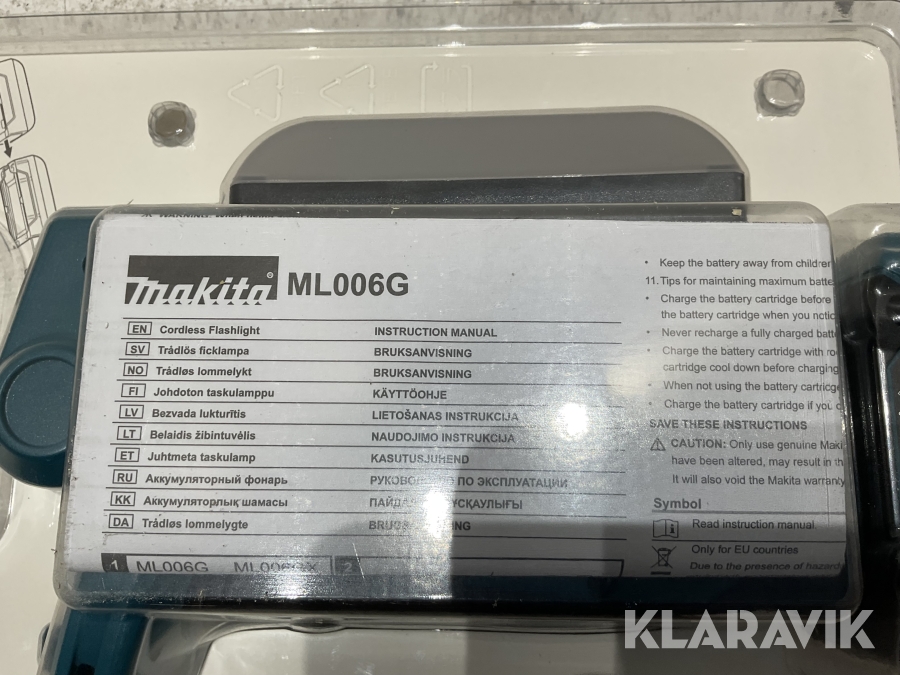 Makita® ML006G
EN Cordless Flashlight INSTRUCTION MANUAL
SV Trådlös ficklampa BRUKSANVISNING
NO Trådløs lommelykt BRUKSANVISNING
FI Johdoton taskulamppu KÄYTTÖOHJE
LV Bezvada lukturītis LIETOŠANAS INSTRUKCIJA
LT Belaidis žibintuvėlis NAUDOJIMO INSTRUKCIJA
ET Juhtmeta taskulamp KASUTUSJUHEND
RU Аккумуляторный фонарь ПО ЭКСПЛУАТАЦИИ
KK Аккумуляторлық шамасы
DA Trådløs lommelygte
1 ML006G ML006GX 2
• Keep the battery away from children
11. Tips for maintaining maximum
• Charge the battery cartridge before
the battery cartridge when you
• Never recharge a fully charged
• Charge the battery cartridge with
cartridge cool down before charging
• When not using the battery
• Charge the battery cartridge if
SAVE THESE INSTRUCTIONS
CAUTION: Only use genuine
have been altered, may result in
It will also void the Makita warranty
Symbol
Read instruction manual
Only for EU countries
Due to the presence of
KLARAVIK